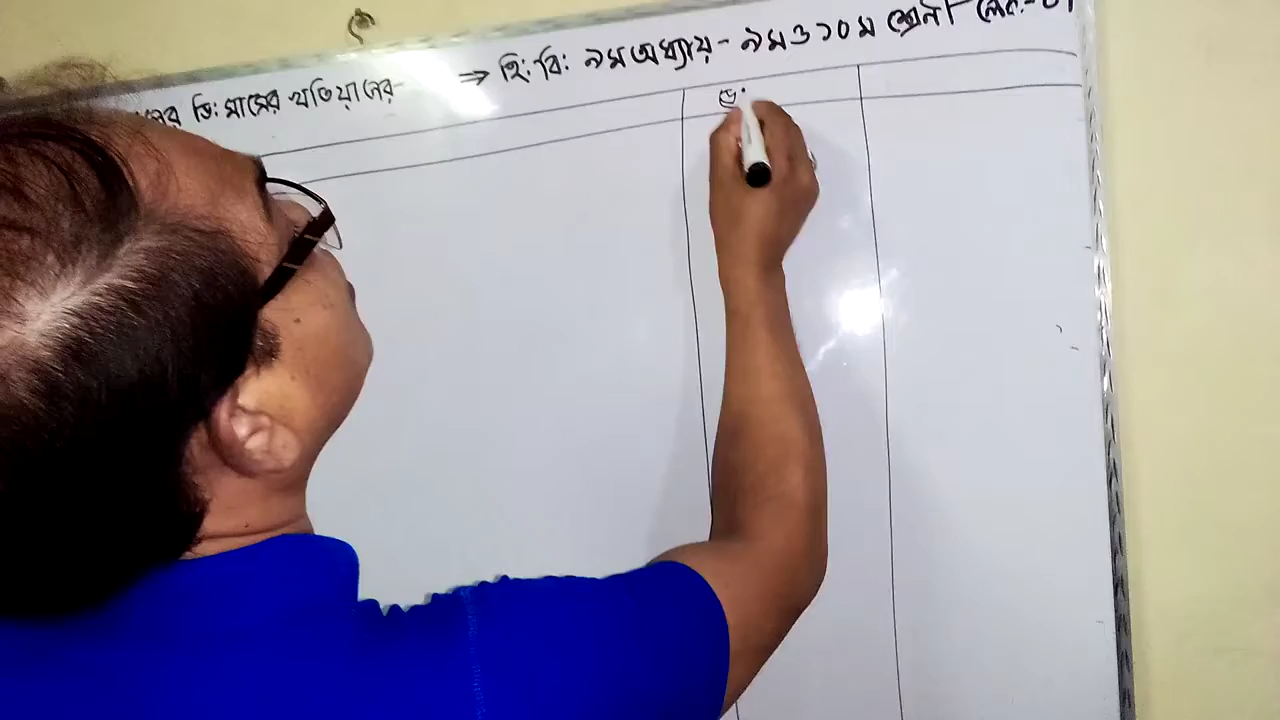 ডি: মাসের খতিয়ানের ⇒ হি: বি: ৯ম অধ্যায় - ৯ম ও ১০ম শ্রেণী